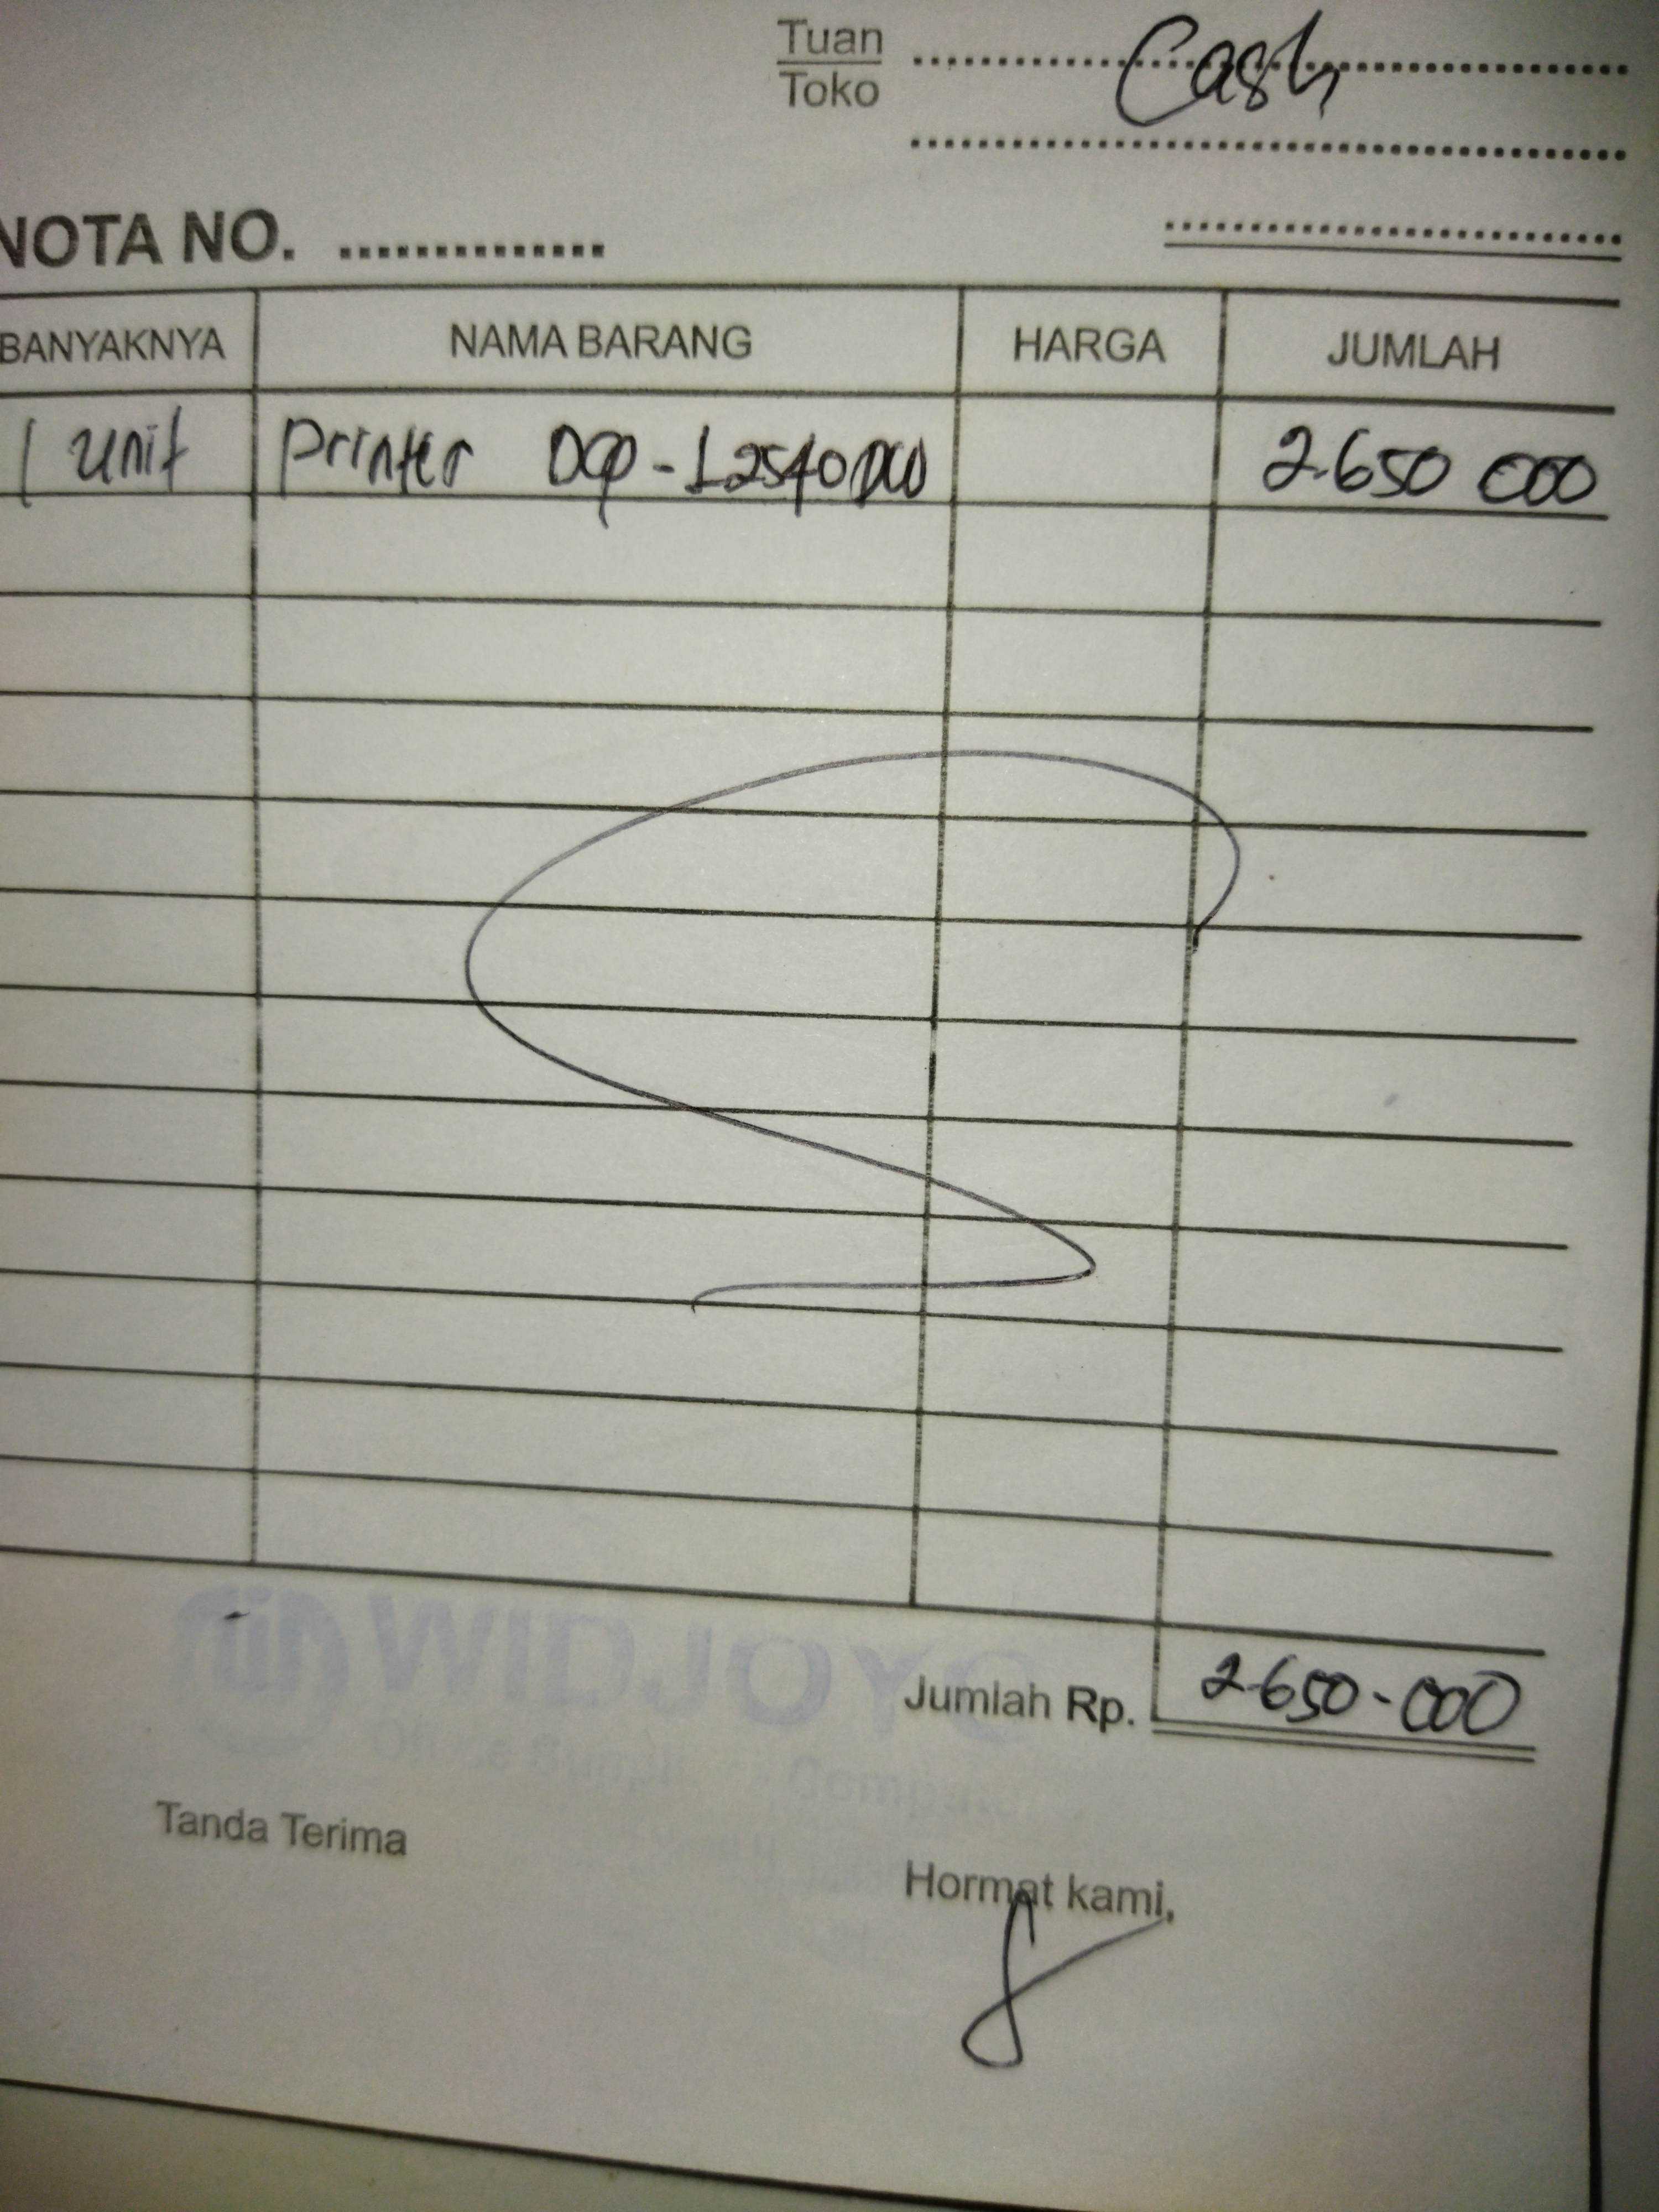 Tuan
Toko
Cash
NOTA NO. ..............
BANYAKNYA NAMA BARANG HARGA JUMLAH
1 unit Printer DCP-L2540DW 2.650 000
WIDJOYO
Jumlah Rp. 2.650.000
Office
Tanda Terima
Hormat kami,